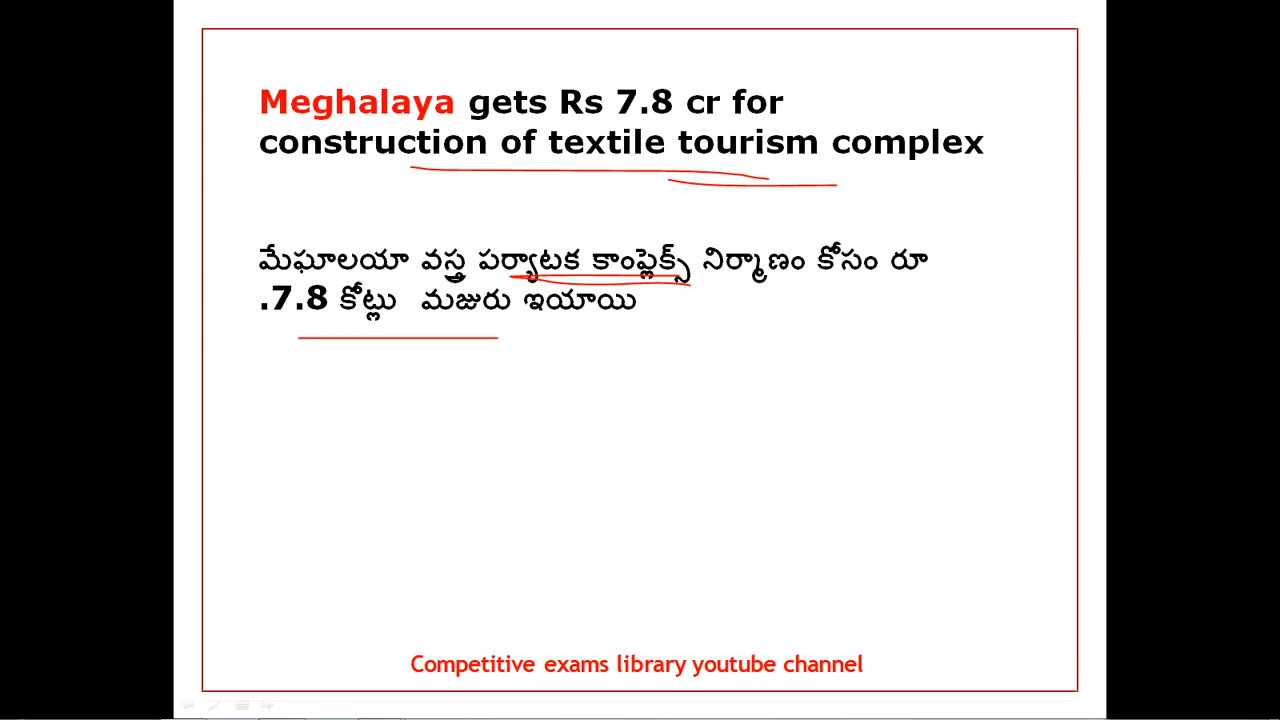 Meghalaya gets Rs 7.8 cr for
construction of textile tourism complex
మేఘాలయా వస్త్ర పర్యాటక కాంప్లెక్స్ నిర్మాణం కోసం రూ
.7.8 కోట్లు మజురు ఇయాయి
Competitive exams library youtube channel